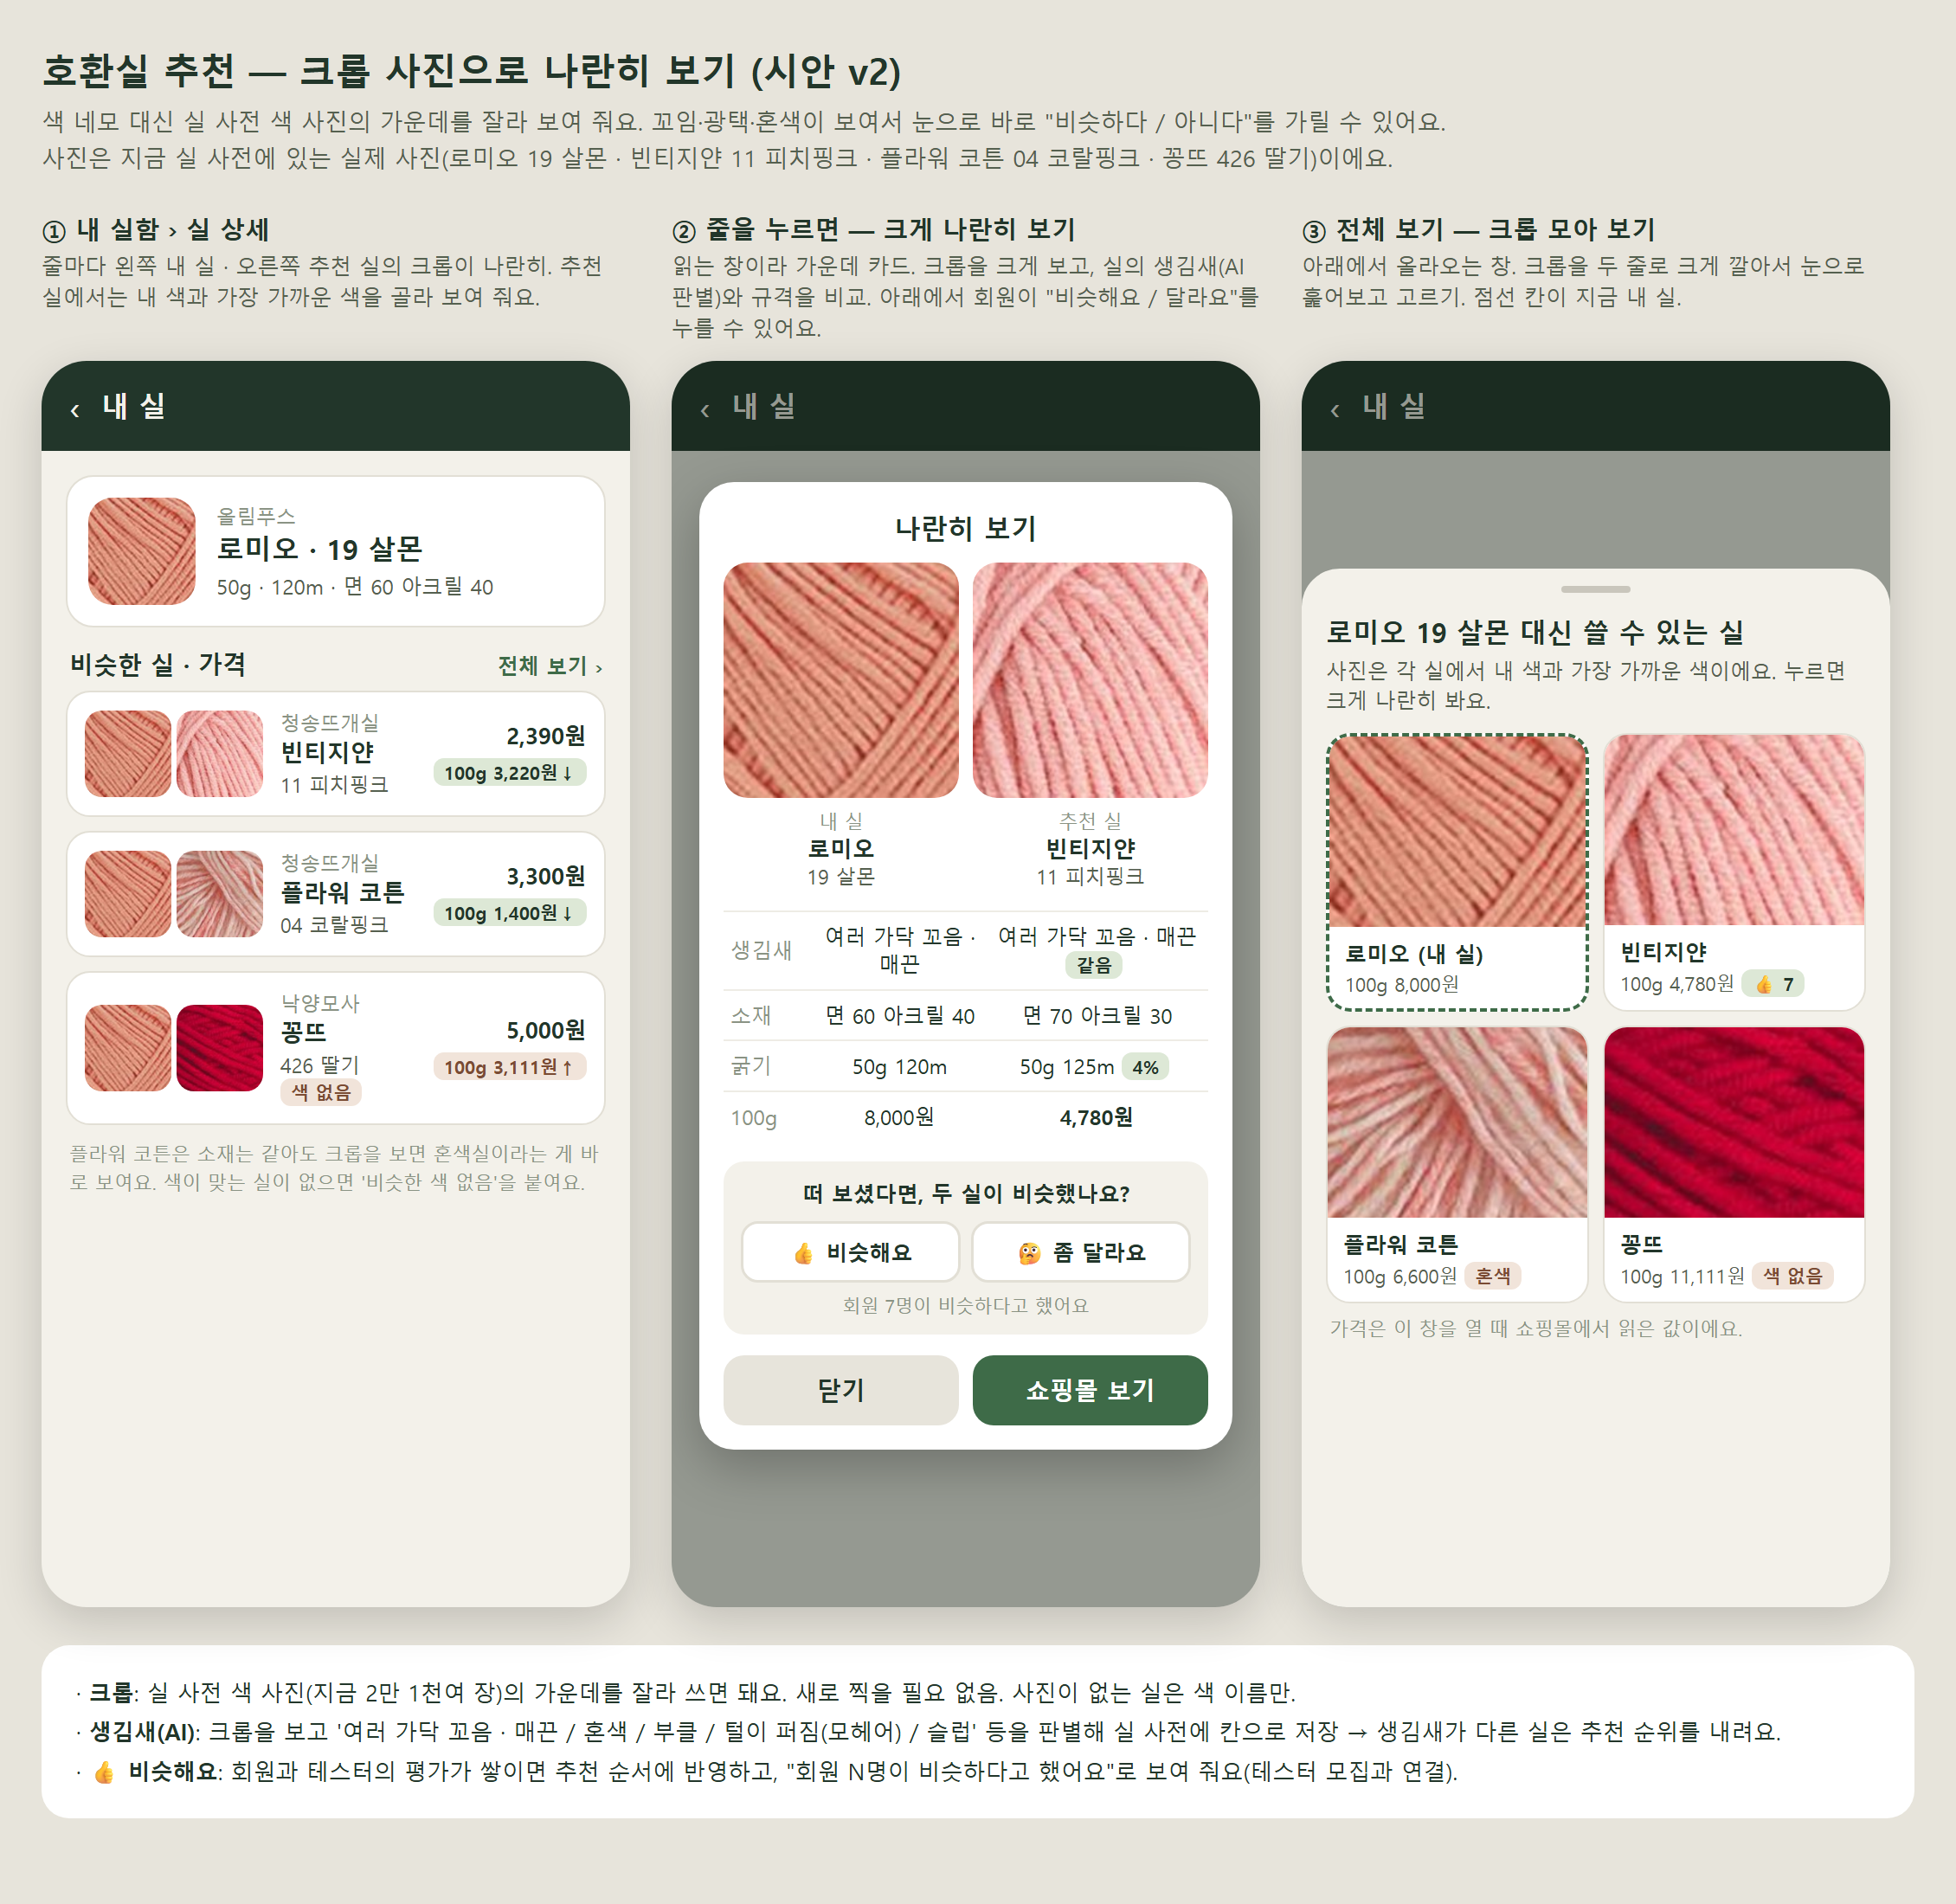 호환실 추천 — 크롭 사진으로 나란히 보기 (시안 v2)
색 네모 대신 실 사전 색 사진의 가운데를 잘라 보여 줘요. 꼬임·광택·혼색이 보여서 눈으로 바로 "비슷하다 / 아니다"를 가릴 수 있어요.
사진은 지금 실 사전에 있는 실제 사진(로미오 19 살몬 · 빈티지얀 11 피치핑크 · 플라워 코튼 04 코랄핑크 · 꽁뜨 426 딸기)이에요.
① 내 실함 › 실 상세
줄마다 왼쪽 내 실 · 오른쪽 추천 실의 크롭이 나란히. 추천
실에서는 내 색과 가장 가까운 색을 골라 보여 줘요.
‹ 내 실
올림푸스
로미오 · 19 살몬
50g · 120m · 면 60 아크릴 40
비슷한 실 · 가격
전체 보기 ›
청송뜨개실
빈티지얀
11 피치핑크
2,390원
100g 3,220원 ↓
청송뜨개실
플라워 코튼
04 코랄핑크
3,300원
100g 1,400원 ↓
낙양모사
꽁뜨
426 딸기
색 없음
5,000원
100g 3,111원 ↑
플라워 코튼은 소재는 같아도 크롭을 보면 혼색실이라는 게 바
로 보여요. 색이 맞는 실이 없으면 '비슷한 색 없음'을 붙여요.
② 줄을 누르면 — 크게 나란히 보기
읽는 창이라 가운데 카드. 크롭을 크게 보고, 실의 생김새(AI
판별)와 규격을 비교. 아래에서 회원이 "비슷해요 / 달라요"를
누를 수 있어요.
‹ 내 실
나란히 보기
내 실
로미오
19 살몬
추천 실
빈티지얀
11 피치핑크
생김새
여러 가닥 꼬음 ·
매끈
여러 가닥 꼬음 · 매끈
같음
소재 면 60 아크릴 40 면 70 아크릴 30
굵기 50g 120m 50g 125m 4%
100g 8,000원 4,780원
떠 보셨다면, 두 실이 비슷했나요?
👍 비슷해요
🤔 좀 달라요
회원 7명이 비슷하다고 했어요
닫기
쇼핑몰 보기
③ 전체 보기 — 크롭 모아 보기
아래에서 올라오는 창. 크롭을 두 줄로 크게 깔아서 눈으로
훑어보고 고르기. 점선 칸이 지금 내 실.
‹ 내 실
로미오 19 살몬 대신 쓸 수 있는 실
사진은 각 실에서 내 색과 가장 가까운 색이에요. 누르면
크게 나란히 봐요.
로미오 (내 실)
100g 8,000원
빈티지얀
100g 4,780원 👍 7
플라워 코튼
100g 6,600원 혼색
꽁뜨
100g 11,111원 색 없음
가격은 이 창을 열 때 쇼핑몰에서 읽은 값이에요.
· 크롭: 실 사전 색 사진(지금 2만 1천여 장)의 가운데를 잘라 쓰면 돼요. 새로 찍을 필요 없음. 사진이 없는 실은 색 이름만.
· 생김새(AI): 크롭을 보고 '여러 가닥 꼬음 · 매끈 / 혼색 / 부클 / 털이 퍼짐(모헤어) / 슬럽' 등을 판별해 실 사전에 칸으로 저장 → 생김새가 다른 실은 추천 순위를 내려요.
· 👍 비슷해요: 회원과 테스터의 평가가 쌓이면 추천 순서에 반영하고, "회원 N명이 비슷하다고 했어요"로 보여 줘요(테스터 모집과 연결).